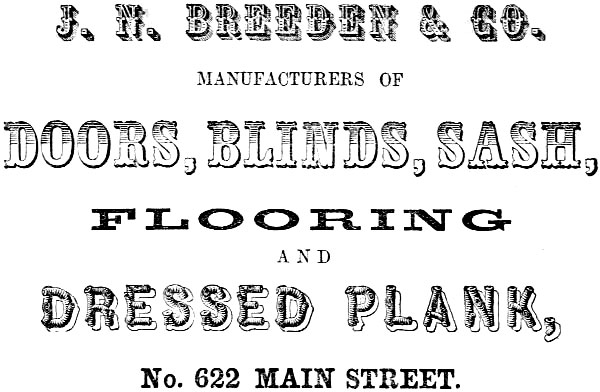 J. N. BREEDEN & CO.
MANUFACTURERS OF
DOORS, BLINDS, SASH,
FLOORING
AND
DRESSED PLANK,
No. 622 MAIN STREET.